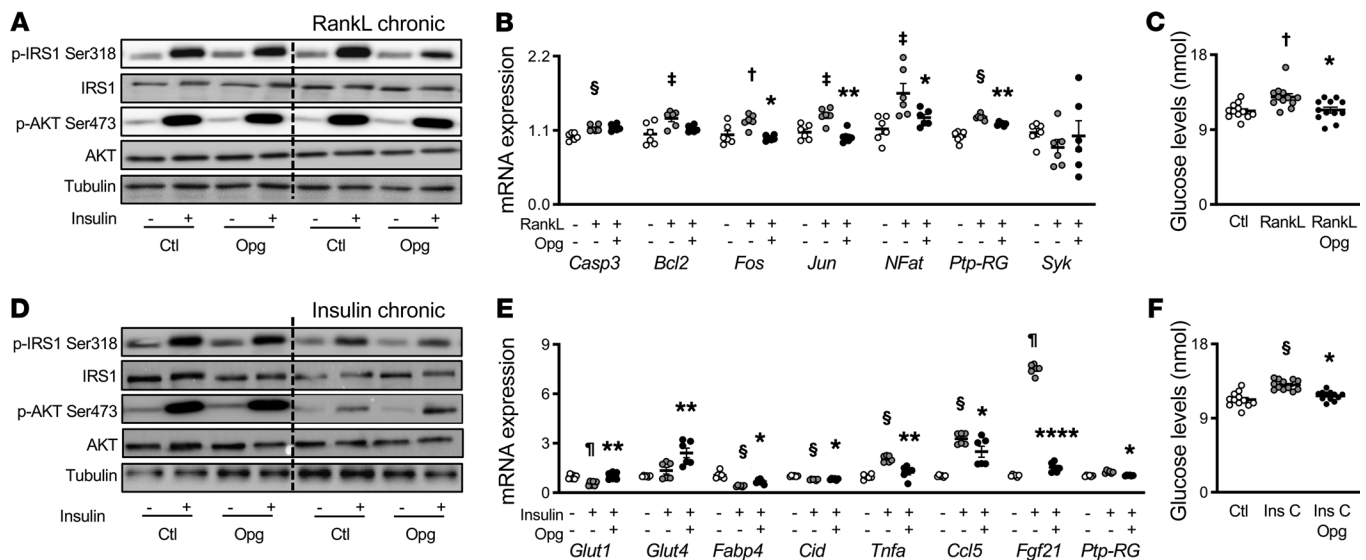 A
RankL chronic
p-IRS1 Ser318
IRS1
p-AKT Ser473
AKT
Tubulin
Insulin - + - + - + - +
Ctl Opg Ctl Opg
B
mRNA expression
2.2
1.1
0.0
§ ‡ † * ‡ ** ‡ * § **
RankL - + + - + + - + + - + + - + + - + + - + +
Opg - - + - - + - - + - - + - - + - - + - - +
Casp3 Bcl2 Fos Jun NFat Ptp-RG Syk
C
Glucose levels (nmol)
18
9
0
† *
Ctl RankL RankL
Opg
D
Insulin chronic
p-IRS1 Ser318
IRS1
p-AKT Ser473
AKT
Tubulin
Insulin - + - + - + - +
Ctl Opg Ctl Opg
E
mRNA expression
9
6
3
0
¶ ** ** § * § * § ** § * ¶ **** *
Insulin - + + - + + - + + - + + - + + - + + - + + - + +
Opg - - + - - + - - + - - + - - + - - + - - + - - +
Glut1 Glut4 Fabp4 Cid Tnfa Ccl5 Fgf21 Ptp-RG
F
Glucose levels (nmol)
18
9
0
§ *
Ctl Ins C Ins C
Opg